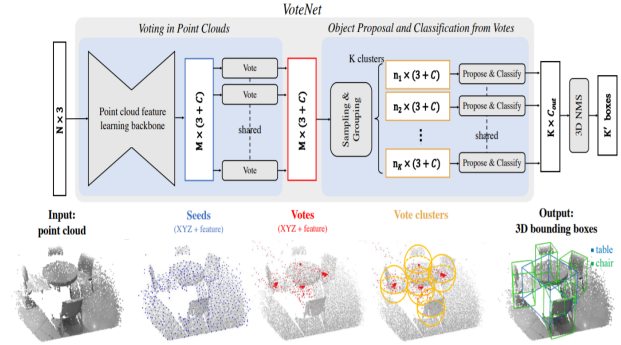 VoteNet
Voting in Point Clouds
Object Proposal and Classification from Votes
N × 3
Point cloud feature
learning backbone
M × (3 + C)
Vote
Vote
shared
Vote
M × (3 + C)
Sampling &
Grouping
K clusters
n₁ × (3 + C)
n₂ × (3 + C)
⋮
n_K × (3 + C)
Propose & Classify
Propose & Classify
shared
Propose & Classify
K × C_out
3D NMS
K' boxes
Input:
point cloud
Seeds
(XYZ + feature)
Votes
(XYZ + feature)
Vote clusters
Output:
3D bounding boxes
table
chair